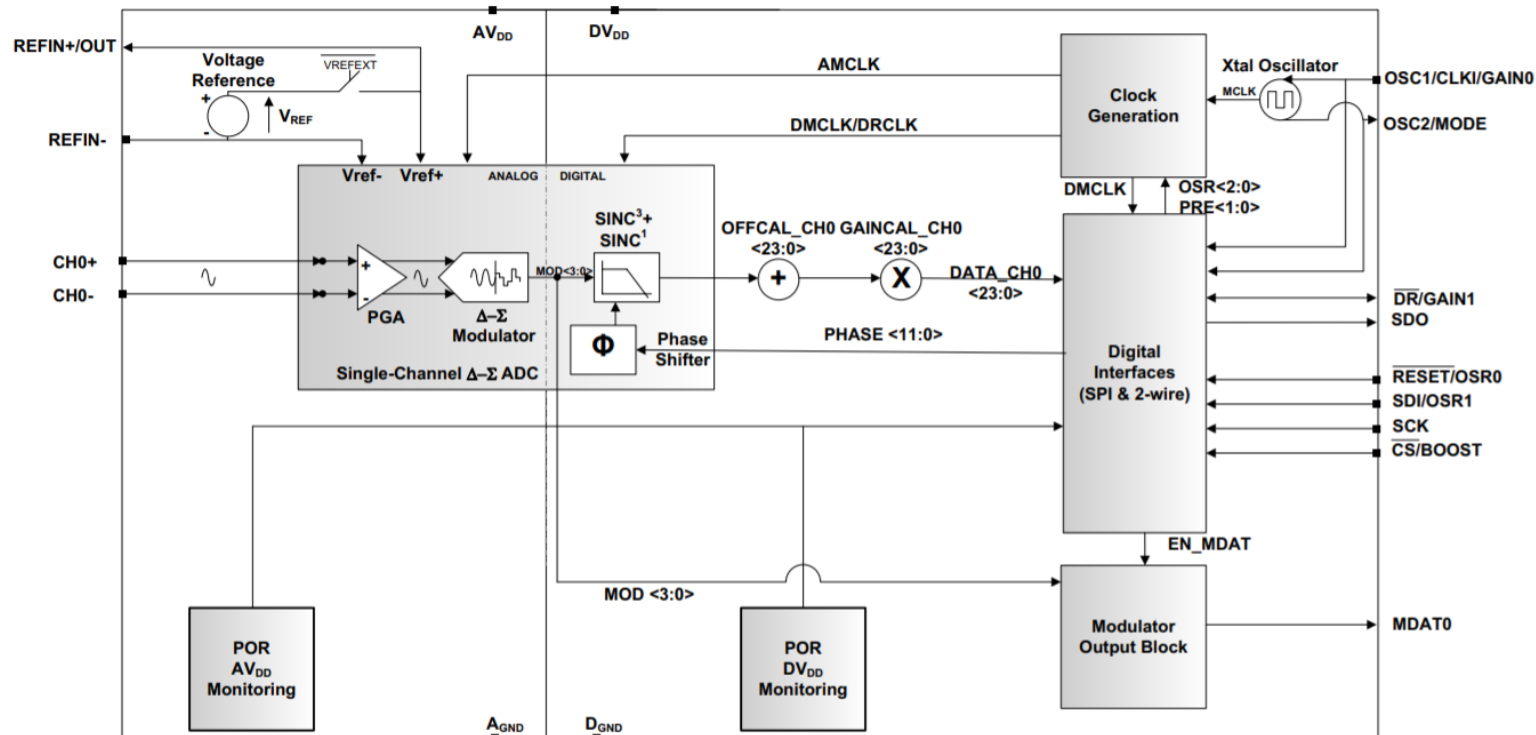 AVDD
DVDD
REFIN+/OUT
Voltage
Reference
VREFEXT
AMCLK
Xtal Oscillator
OSC1/CLKI/GAIN0
+
-
VREF
Clock
Generation
MCLK
OSC2/MODE
REFIN-
DMCLK/DRCLK
Vref-
Vref+
ANALOG
DIGITAL
DMCLK
OSR<2:0>
PRE<1:0>
SINC3+
SINC1
OFFCAL_CH0
<23:0>
GAINCAL_CH0
<23:0>
CH0+
CH0-
+
-
PGA
Δ–Σ
Modulator
MOD<3:0>
+
X
DATA_CH0
<23:0>
DR/GAIN1
SDO
Φ
Phase
Shifter
PHASE <11:0>
Single-Channel Δ–Σ ADC
Digital
Interfaces
(SPI & 2-wire)
RESET/OSR0
SDI/OSR1
SCK
CS/BOOST
EN_MDAT
MOD <3:0>
Modulator
Output Block
MDAT0
POR
AVDD
Monitoring
POR
DVDD
Monitoring
AGND
DGND